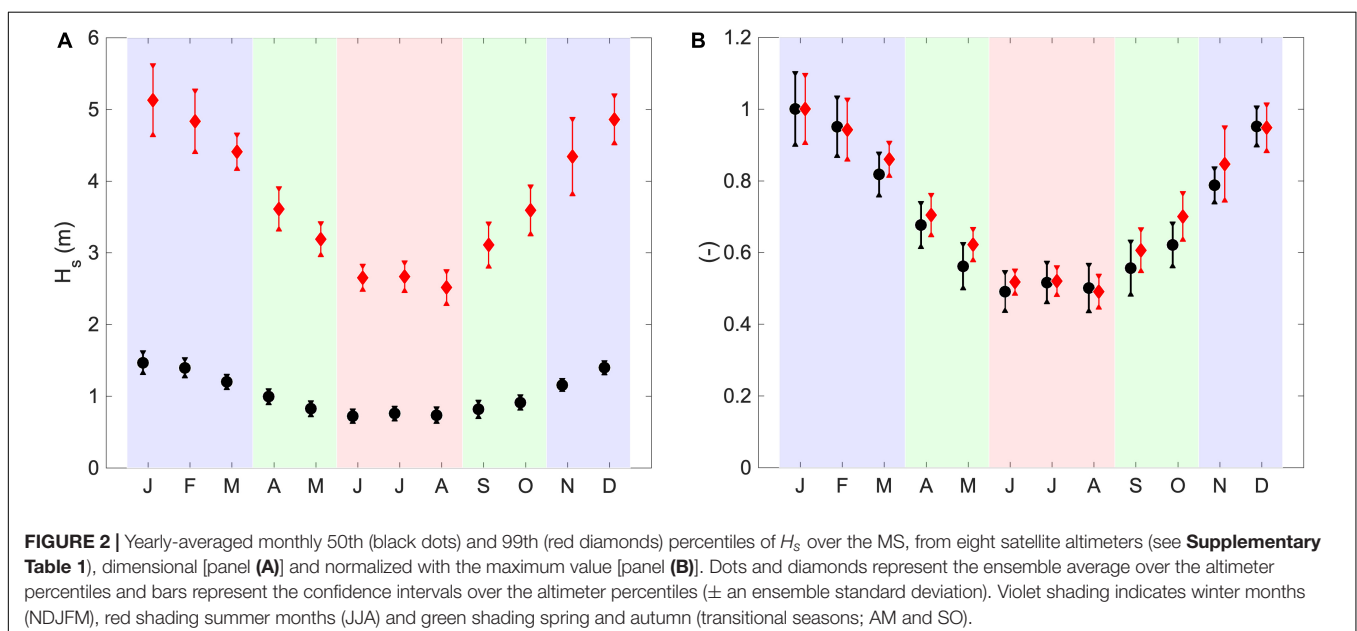 A
B
6
5
4
3
2
1
0
H_s (m)
J F M A M J J A S O N D
1.2
1
0.8
0.6
0.4
0.2
0
(-)
J F M A M J J A S O N D
FIGURE 2 | Yearly-averaged monthly 50th (black dots) and 99th (red diamonds) percentiles of H_s over the MS, from eight satellite altimeters (see Supplementary
Table 1), dimensional [panel (A)] and normalized with the maximum value [panel (B)]. Dots and diamonds represent the ensemble average over the altimeter
percentiles and bars represent the confidence intervals over the altimeter percentiles (± an ensemble standard deviation). Violet shading indicates winter months
(NDJFM), red shading summer months (JJA) and green shading spring and autumn (transitional seasons; AM and SO).